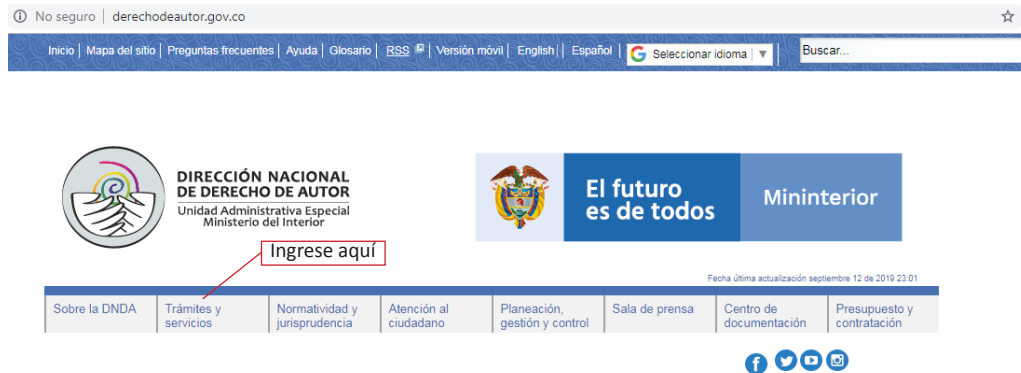 No seguro | derechodeautor.gov.co
Inicio | Mapa del sitio | Preguntas frecuentes | Ayuda | Glosario | RSS | Versión móvil | English | | Español | G Seleccionar idioma | ▼ Buscar...
DIRECCIÓN NACIONAL
DE DERECHO DE AUTOR
Unidad Administrativa Especial
Ministerio del Interior
El futuro
es de todos
Mininterior
Ingrese aquí
Fecha última actualización septiembre 12 de 2019 23:01
Sobre la DNDA
Trámites y
servicios
Normatividad y
jurisprudencia
Atención al
ciudadano
Planeación,
gestión y control
Sala de prensa
Centro de
documentación
Presupuesto y
contratación